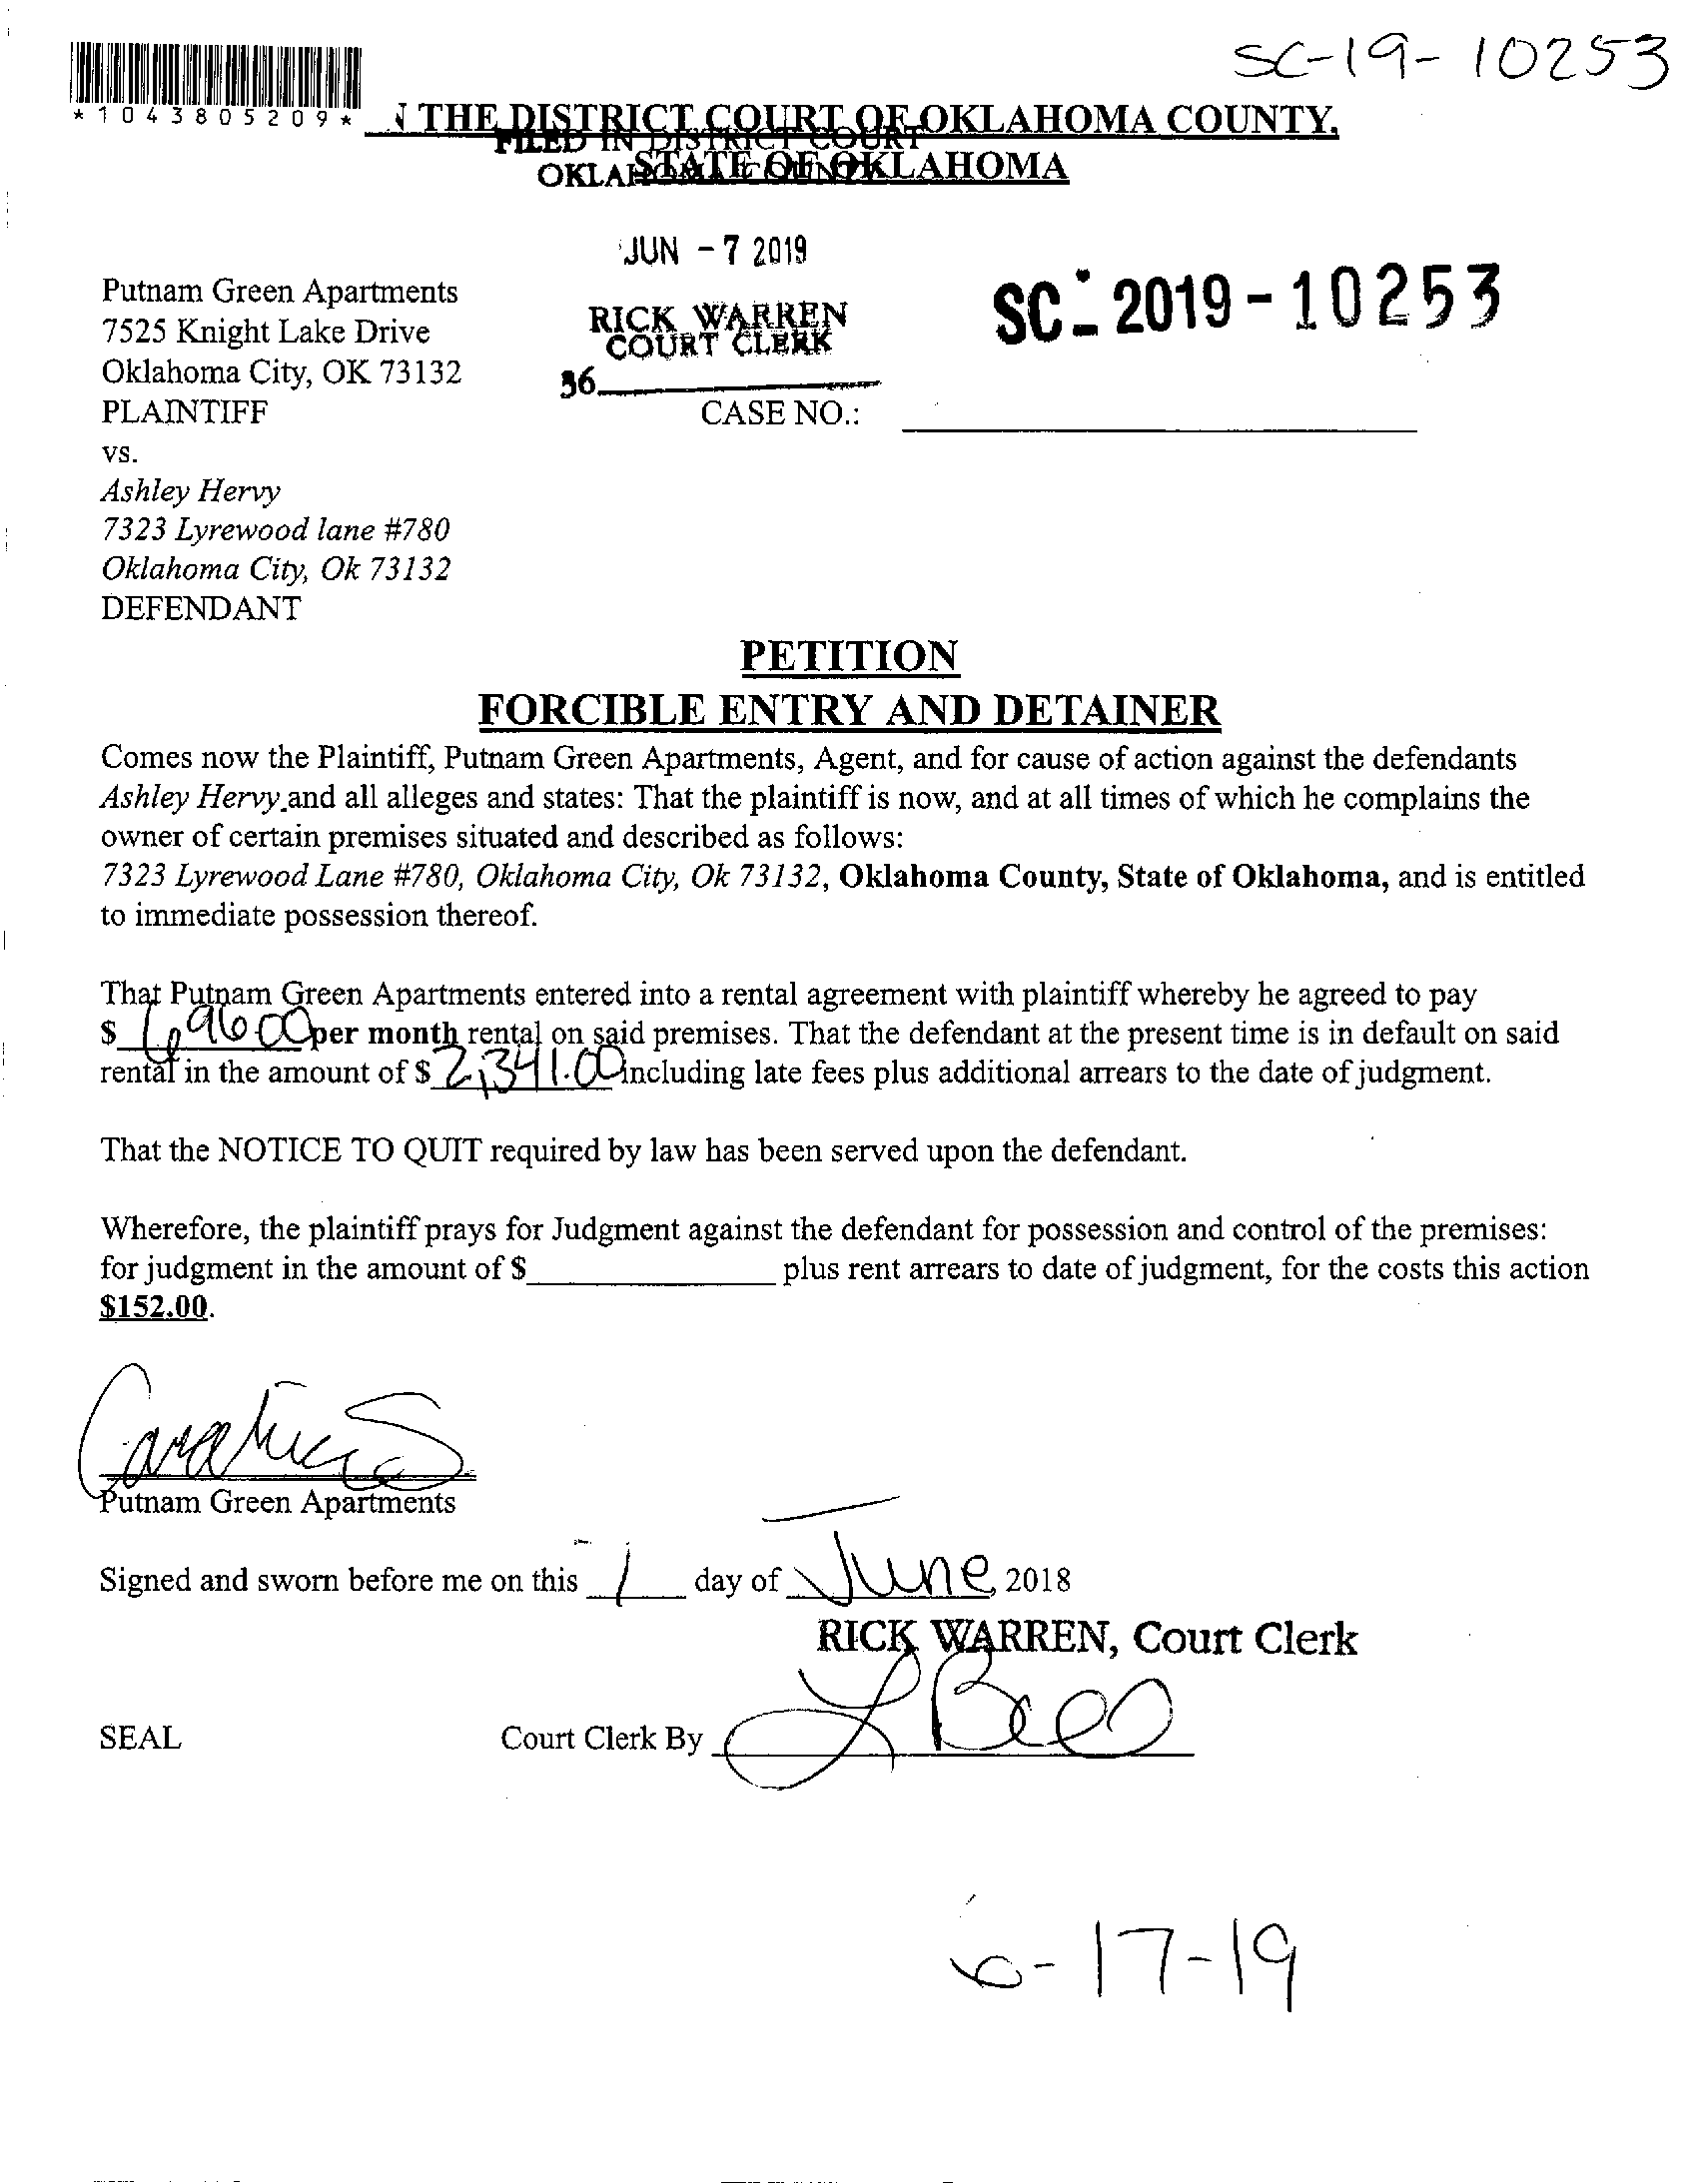 SC-19-10253
*1043805209*
N THE DISTRICT COURT OF OKLAHOMA COUNTY,
FILED IN DISTRICT COURT
STATE OF OKLAHOMA
OKLAHOMA COUNTY
JUN -7 2019
Putnam Green Apartments
RICK WARREN
SC-2019-10253
7525 Knight Lake Drive
COURT CLERK
Oklahoma City, OK 73132
36
PLAINTIFF
CASE NO.:
vs.
Ashley Hervy
7323 Lyrewood lane #780
Oklahoma City, Ok 73132
DEFENDANT
PETITION
FORCIBLE ENTRY AND DETAINER
Comes now the Plaintiff, Putnam Green Apartments, Agent, and for cause of action against the defendants
Ashley Hervy and all alleges and states: That the plaintiff is now, and at all times of which he complains the
owner of certain premises situated and described as follows:
7323 Lyrewood Lane #780, Oklahoma City, Ok 73132, Oklahoma County, State of Oklahoma, and is entitled
to immediate possession thereof.
That Putnam Green Apartments entered into a rental agreement with plaintiff whereby he agreed to pay
$ 696.00 per month rental on said premises. That the defendant at the present time is in default on said
rental in the amount of $ 2,341.00 including late fees plus additional arrears to the date of judgment.
That the NOTICE TO QUIT required by law has been served upon the defendant.
Wherefore, the plaintiff prays for Judgment against the defendant for possession and control of the premises:
for judgment in the amount of $ plus rent arrears to date of judgment, for the costs this action
$152.00.
Putnam Green Apartments
Signed and sworn before me on this day of June, 2018
RICK WARREN, Court Clerk
SEAL
Court Clerk By
6-17-19